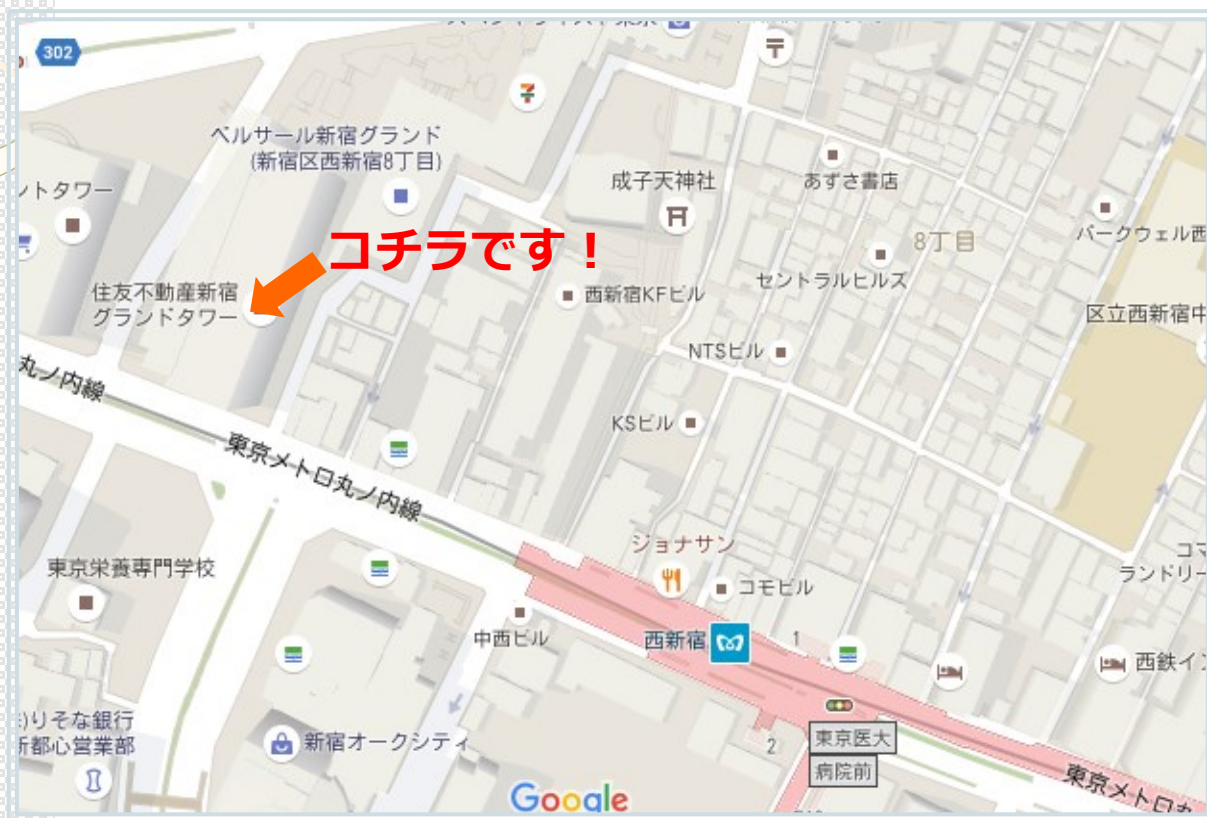 302
ベルサール新宿グランド
(新宿区西新宿8丁目)
成子天神社
あずさ書店
ントタワー
コチラです！
8丁目
パークウェル西
セントラルヒルズ
住友不動産新宿
グランドタワー
西新宿KFビル
区立西新宿中
NTSビル
丸ノ内線
KSビル
東京メトロ丸ノ内線
ジョナサン
コマ
ランドリー
東京栄養専門学校
コモビル
中西ビル
西新宿
1
西鉄イン
りそな銀行
新都心営業部
新宿オークシティ
2
東京医大
病院前
Google
東京メトロ丸